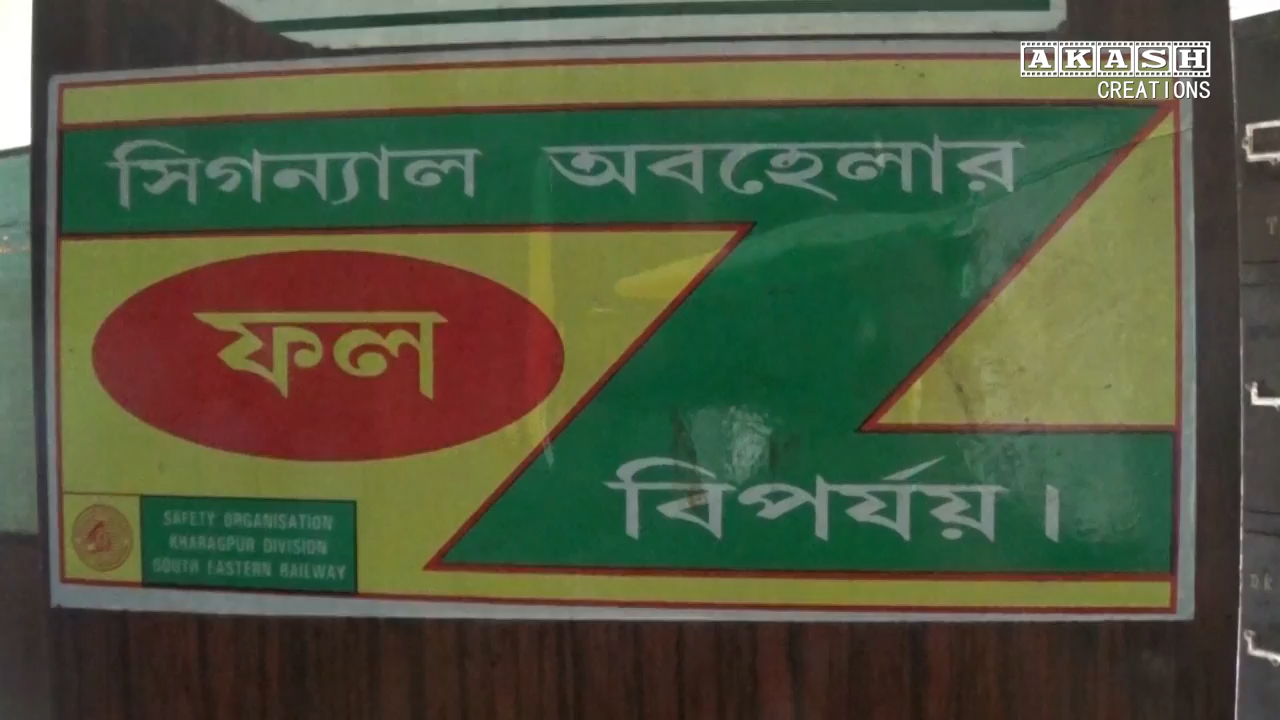 AKASH
CREATIONS
সিগন্যাল অবহেলার
ফল
বিপর্যয়।
SAFETY ORGANISATION
KHARAGPUR DIVISION
SOUTH EASTERN RAILWAY